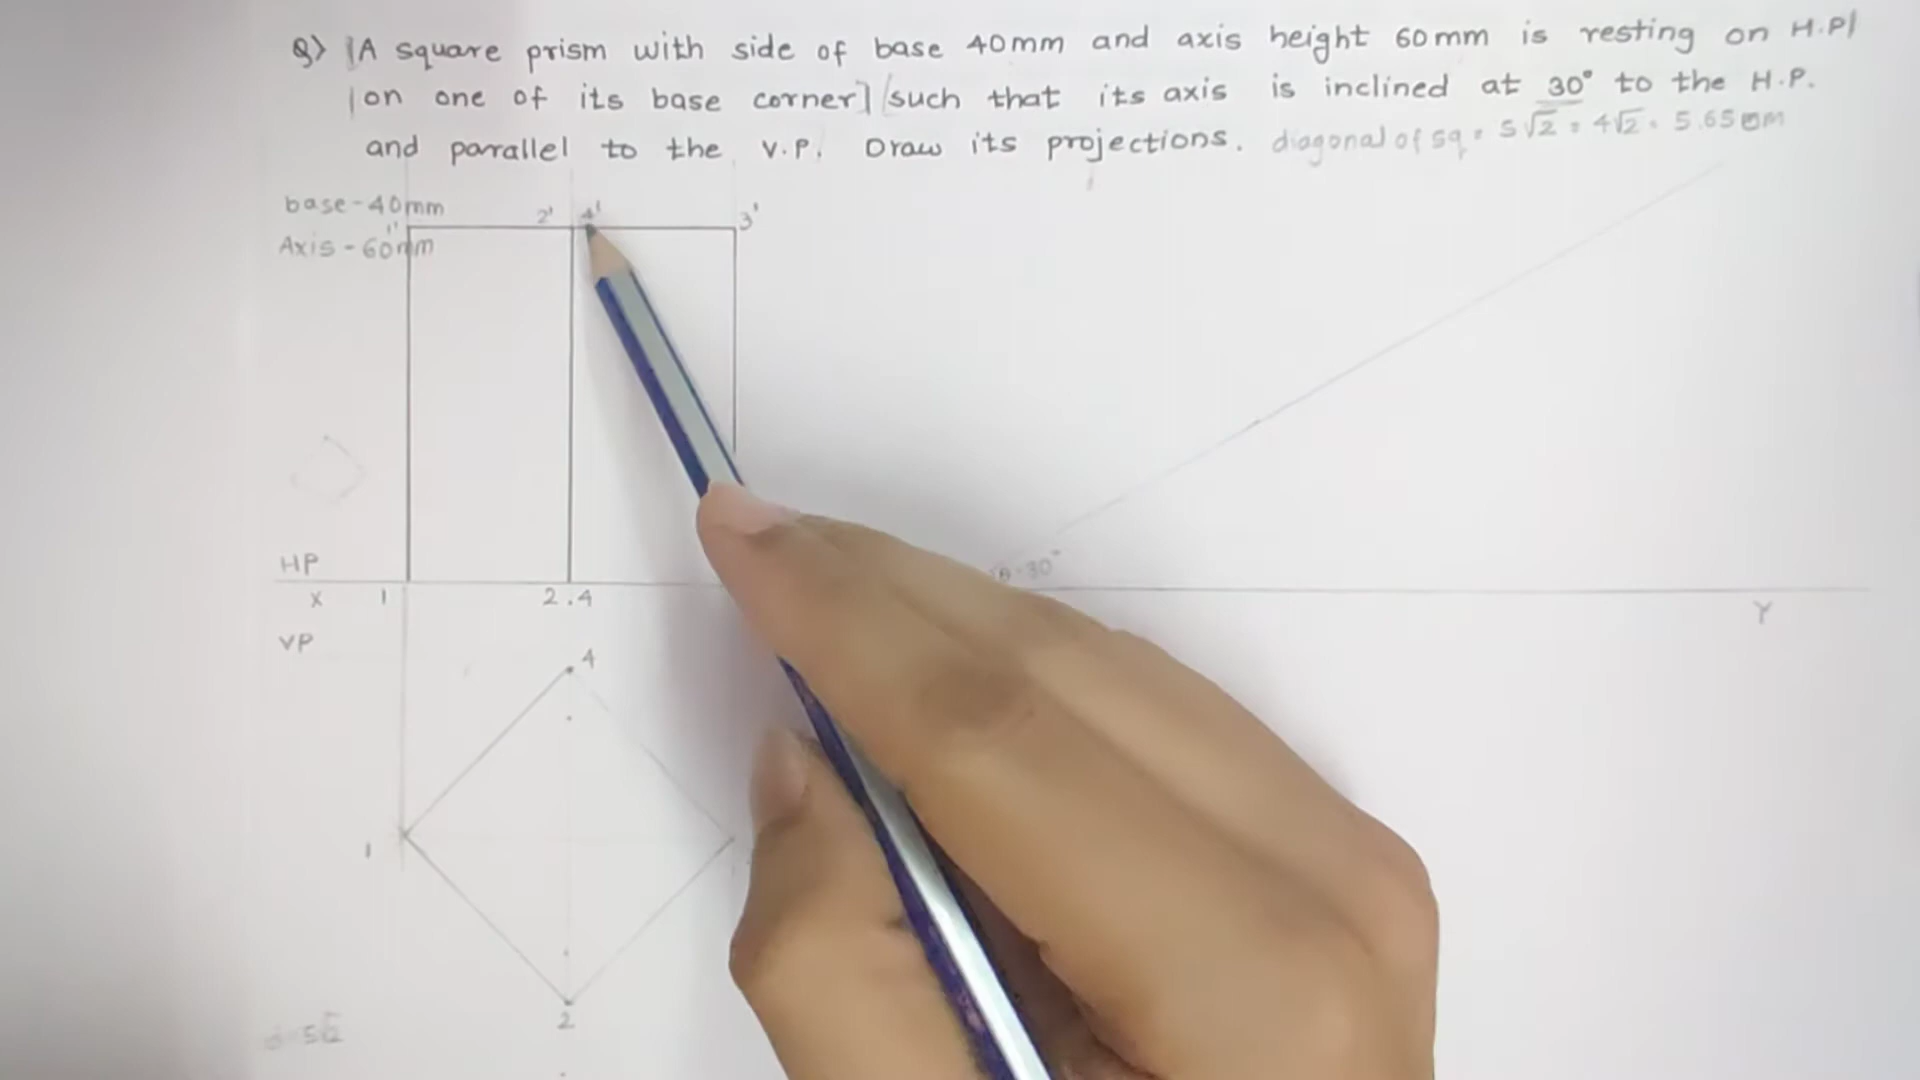 Q) A square prism with side of base 40mm and axis height 60mm is resting on H.P
on one of its base corner] such that its axis is inclined at 30° to the H.P.
and parallel to the V.P. Draw its projections. diagonal of sq = S√2 = 4√2 = 5.65cm
base-40mm
Axis-60mm
1' 2' 4' 3'
HP
X 1 2.4 θ-30° Y
VP
4
1
2